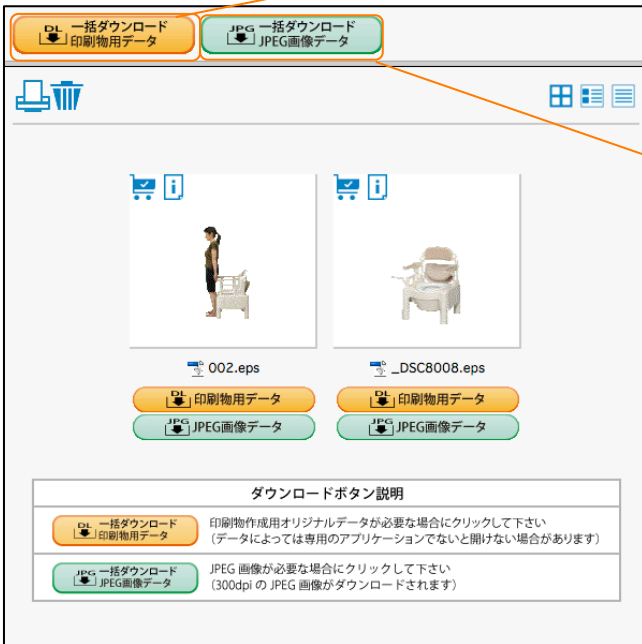 DL 一括ダウンロード
印刷物用データ
JPG 一括ダウンロード
JPEG画像データ
002.eps
_DSC8008.eps
DL 印刷物用データ
DL 印刷物用データ
JPG JPEG画像データ
JPG JPEG画像データ
ダウンロードボタン説明
DL 一括ダウンロード
印刷物用データ
印刷物作成用オリジナルデータが必要な場合にクリックして下さい
（データによっては専用のアプリケーションでないと開けない場合があります）
JPG 一括ダウンロード
JPEG画像データ
JPEG 画像が必要な場合にクリックして下さい
（300dpi の JPEG 画像がダウンロードされます）